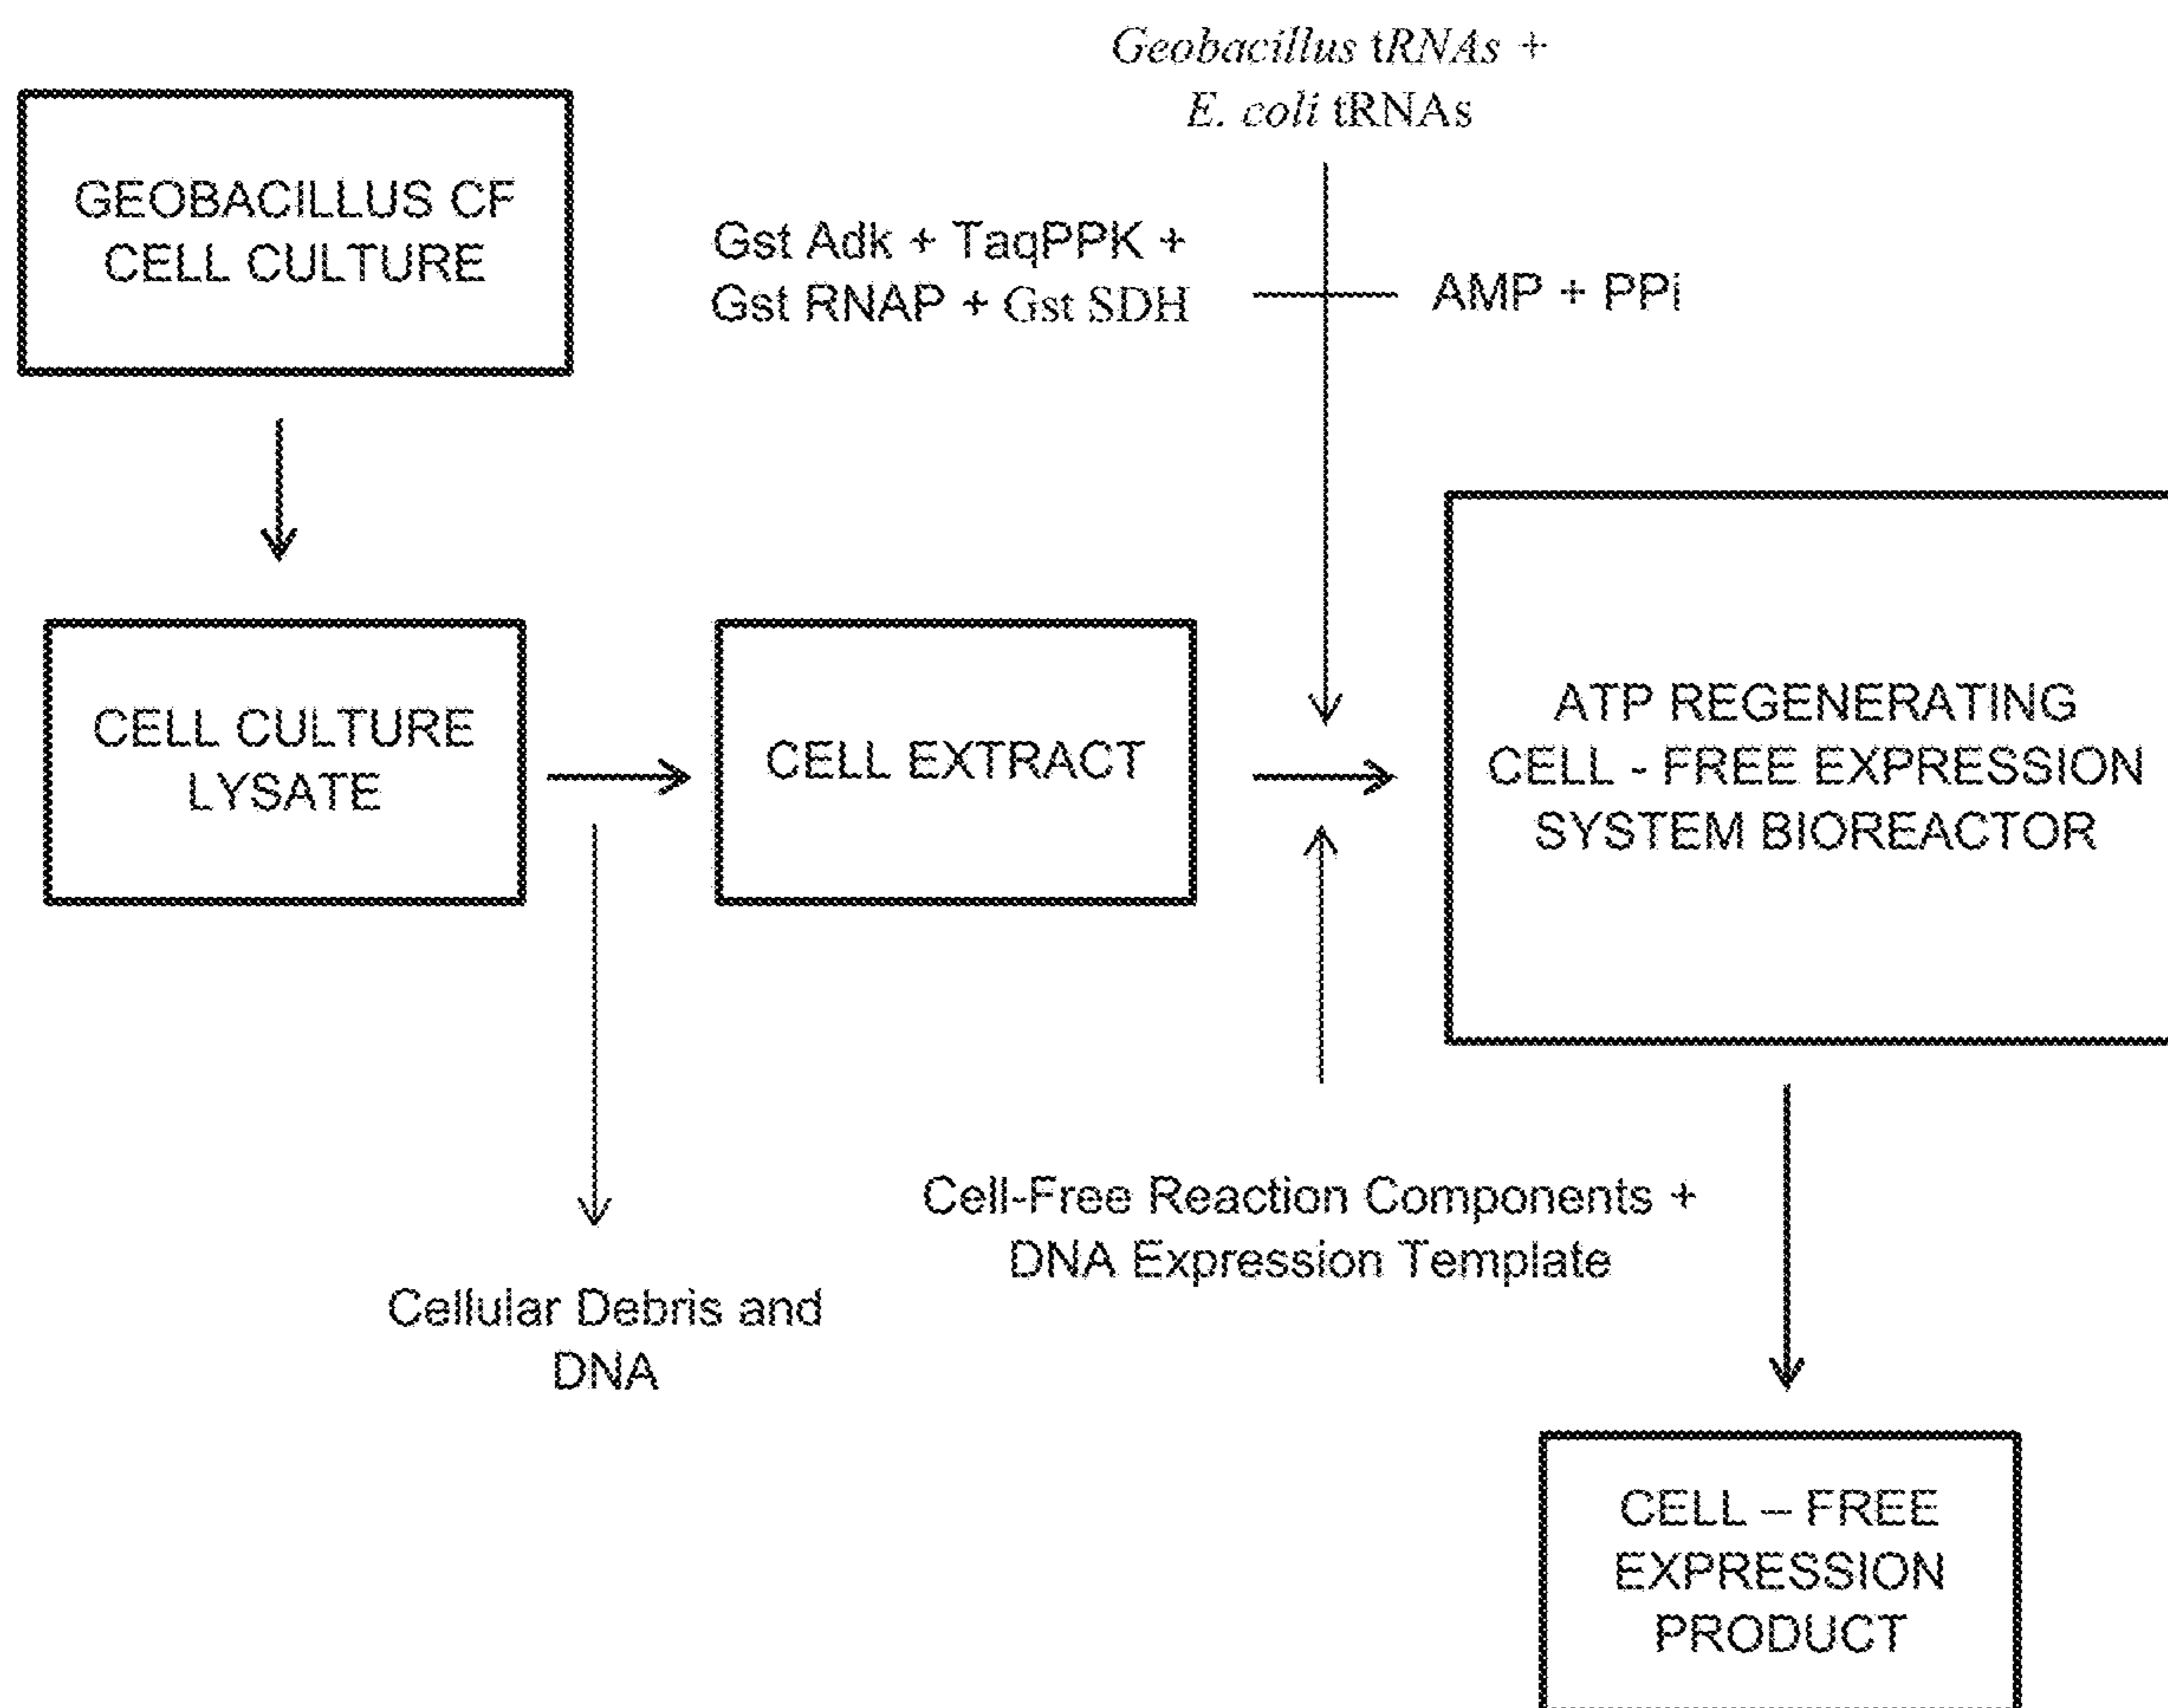 Geobacillus tRNAs +
E. coli tRNAs
GEOBACILLUS CF
CELL CULTURE
Gst Adk + TaqPPK +
Gst RNAP + Gst SDH
AMP + PPi
CELL CULTURE
LYSATE
CELL EXTRACT
ATP REGENERATING
CELL - FREE EXPRESSION
SYSTEM BIOREACTOR
Cell-Free Reaction Components +
DNA Expression Template
Cellular Debris and
DNA
CELL – FREE
EXPRESSION
PRODUCT